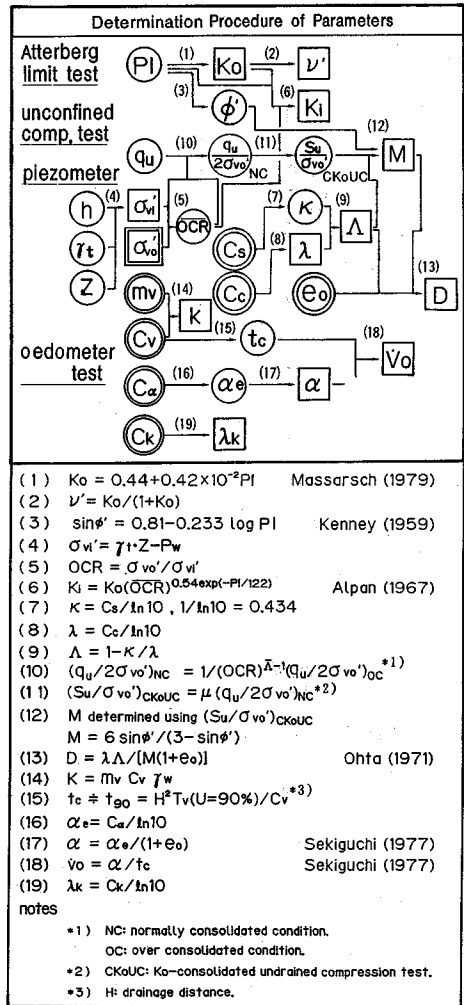 Determination Procedure of Parameters
Atterberg
limit test
PI (1) Ko (2) ν'
(3) φ' (6) Ki
unconfined
comp, test
qu (10) qu/2σvo' NC (11) Su/σvo' CKoUC (12) M
piezometer
h (4) σvi' (5) OCR (7) κ (9) Λ
γt σvo' Cs (8) λ
Z Cc eo (13) D
mv (14) K
Cv (15) tc (18) V̇o
oedometer
test
Cα (16) αe (17) α
Ck (19) λk
(1) Ko = 0.44+0.42×10⁻²PI Massarsch (1979)
(2) ν'= Ko/(1+Ko)
(3) sinφ' = 0.81-0.233 log PI Kenney (1959)
(4) σvi'= γt·Z-Pw
(5) OCR = σvo'/σvi'
(6) Ki = Ko(O̅C̅R̅)^0.54exp(-PI/122) Alpan (1967)
(7) κ = Cs/ln10 , 1/ln10 = 0.434
(8) λ = Cc/ln10
(9) Λ = 1-κ/λ
(10) (qu/2σvo')NC = 1/(OCR)^Λ-1(qu/2σvo')OC *1)
(11) (Su/σvo')CKoUC = μ(qu/2σvo')NC *2)
(12) M determined using (Su/σvo')CKoUC
M = 6 sinφ'/(3-sinφ')
(13) D = λΛ/[M(1+eo)] Ohta (1971)
(14) K = mv Cv γw
(15) tc ≒ t90 = H²Tv(U=90%)/Cv *3)
(16) αe= Cα/ln10
(17) α = αe/(1+eo) Sekiguchi (1977)
(18) v̇o = α/tc Sekiguchi (1977)
(19) λk = Ck/ln10
notes
*1) NC: normally consolidated condition.
OC: over consolidated condition.
*2) CKoUC: Ko-consolidated undrained compression test.
*3) H: drainage distance.